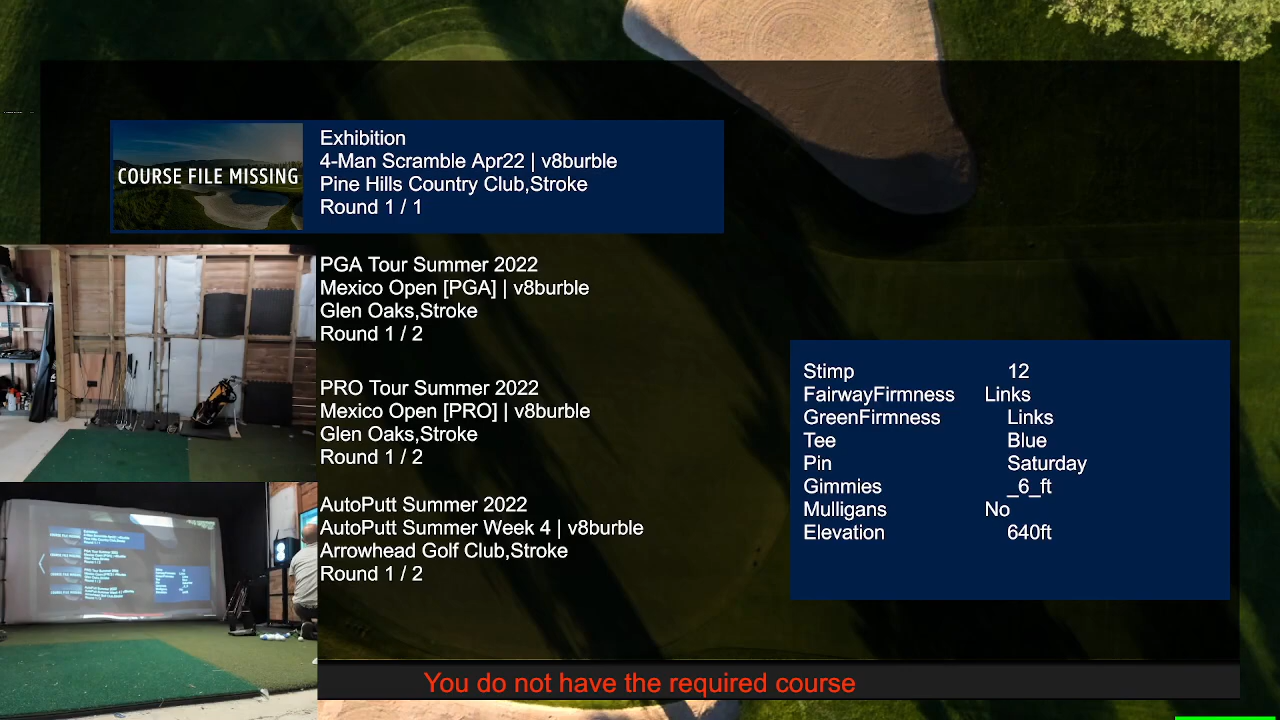 COURSE FILE MISSING
Exhibition
4-Man Scramble Apr22 | v8burble
Pine Hills Country Club,Stroke
Round 1 / 1
PGA Tour Summer 2022
Mexico Open [PGA] | v8burble
Glen Oaks,Stroke
Round 1 / 2
PRO Tour Summer 2022
Mexico Open [PRO] | v8burble
Glen Oaks,Stroke
Round 1 / 2
AutoPutt Summer 2022
AutoPutt Summer Week 4 | v8burble
Arrowhead Golf Club,Stroke
Round 1 / 2
Stimp 12
FairwayFirmness Links
GreenFirmness Links
Tee Blue
Pin Saturday
Gimmies _6_ft
Mulligans No
Elevation 640ft
You do not have the required course